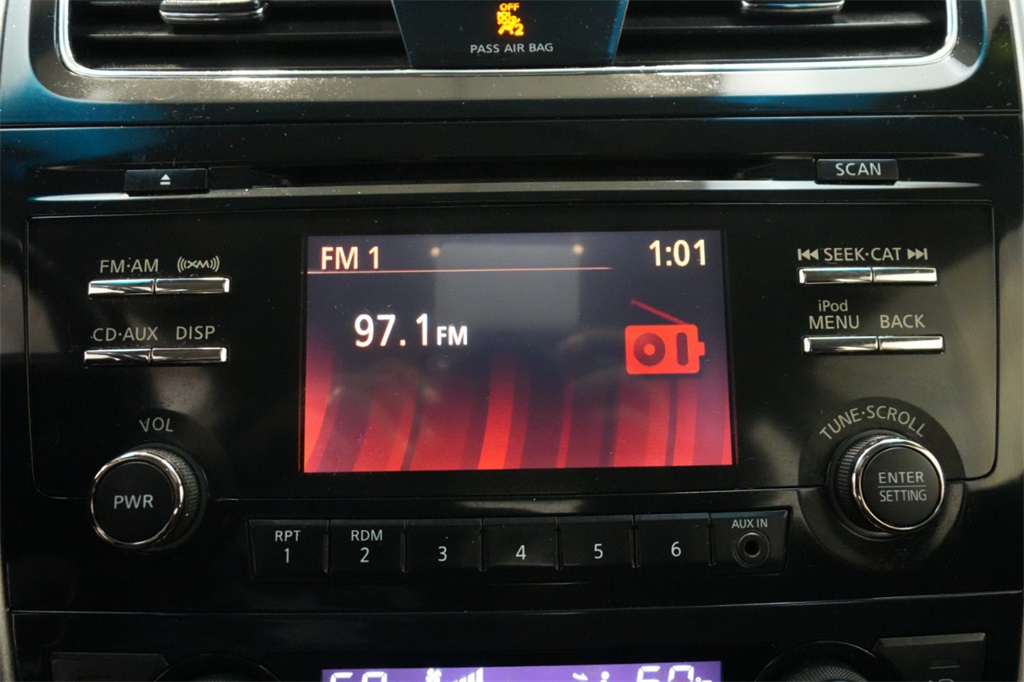 OFF
2
PASS AIR BAG
SCAN
FM·AM ((XM))
FM 1 1:01
SEEK·CAT
97.1 FM
iPod
CD·AUX DISP
MENU BACK
VOL
TUNE·SCROLL
PWR
ENTER
SETTING
RPT
1
RDM
2
3
4
5
6
AUX IN